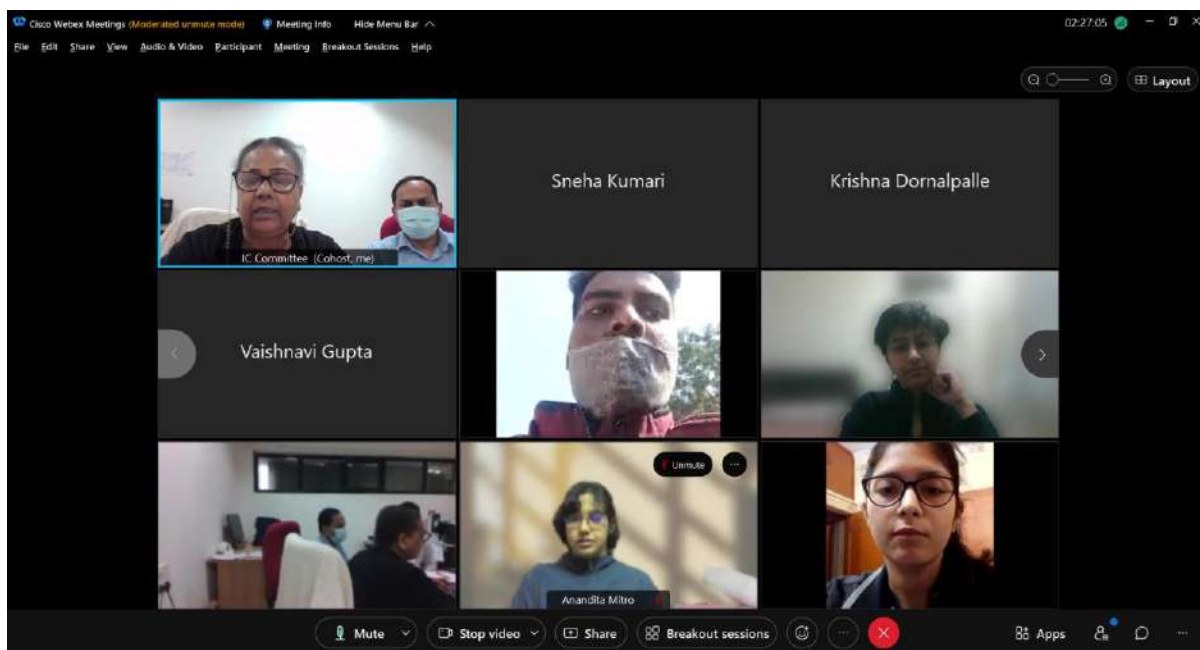 Cisco Webex Meetings (Moderated unmute mode) Meeting Info Hide Menu Bar 02:27:05
File Edit Share View Audio & Video Participant Meeting Breakout Sessions Help
Layout
IC Committee (Cohost, me)
Sneha Kumari
Krishna Dornalpalle
Vaishnavi Gupta
Unmute
Anandita Mitro
Mute Stop video Share Breakout sessions Apps